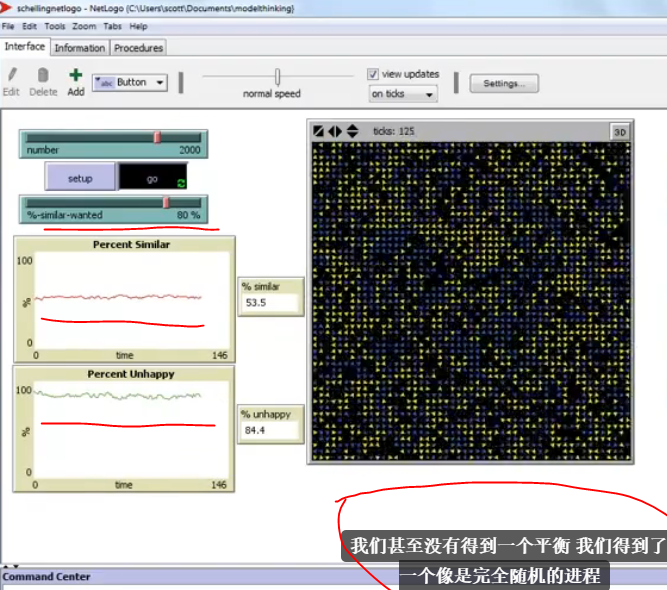 schellingnetlogo - NetLogo {C:\Users\scott\Documents\modelthinking}
File Edit Tools Zoom Tabs Help
Interface Information Procedures
Edit Delete Add
abc Button
normal speed
view updates
on ticks
Settings...
number 2000
setup go
%-similar-wanted 80 %
Percent Similar
100
%
0
0 time 146
% similar
53.5
Percent Unhappy
100
%
0
0 time 146
% unhappy
84.4
ticks: 125
3D
我们甚至没有得到一个平衡 我们得到了
一个像是完全随机的进程
Command Center